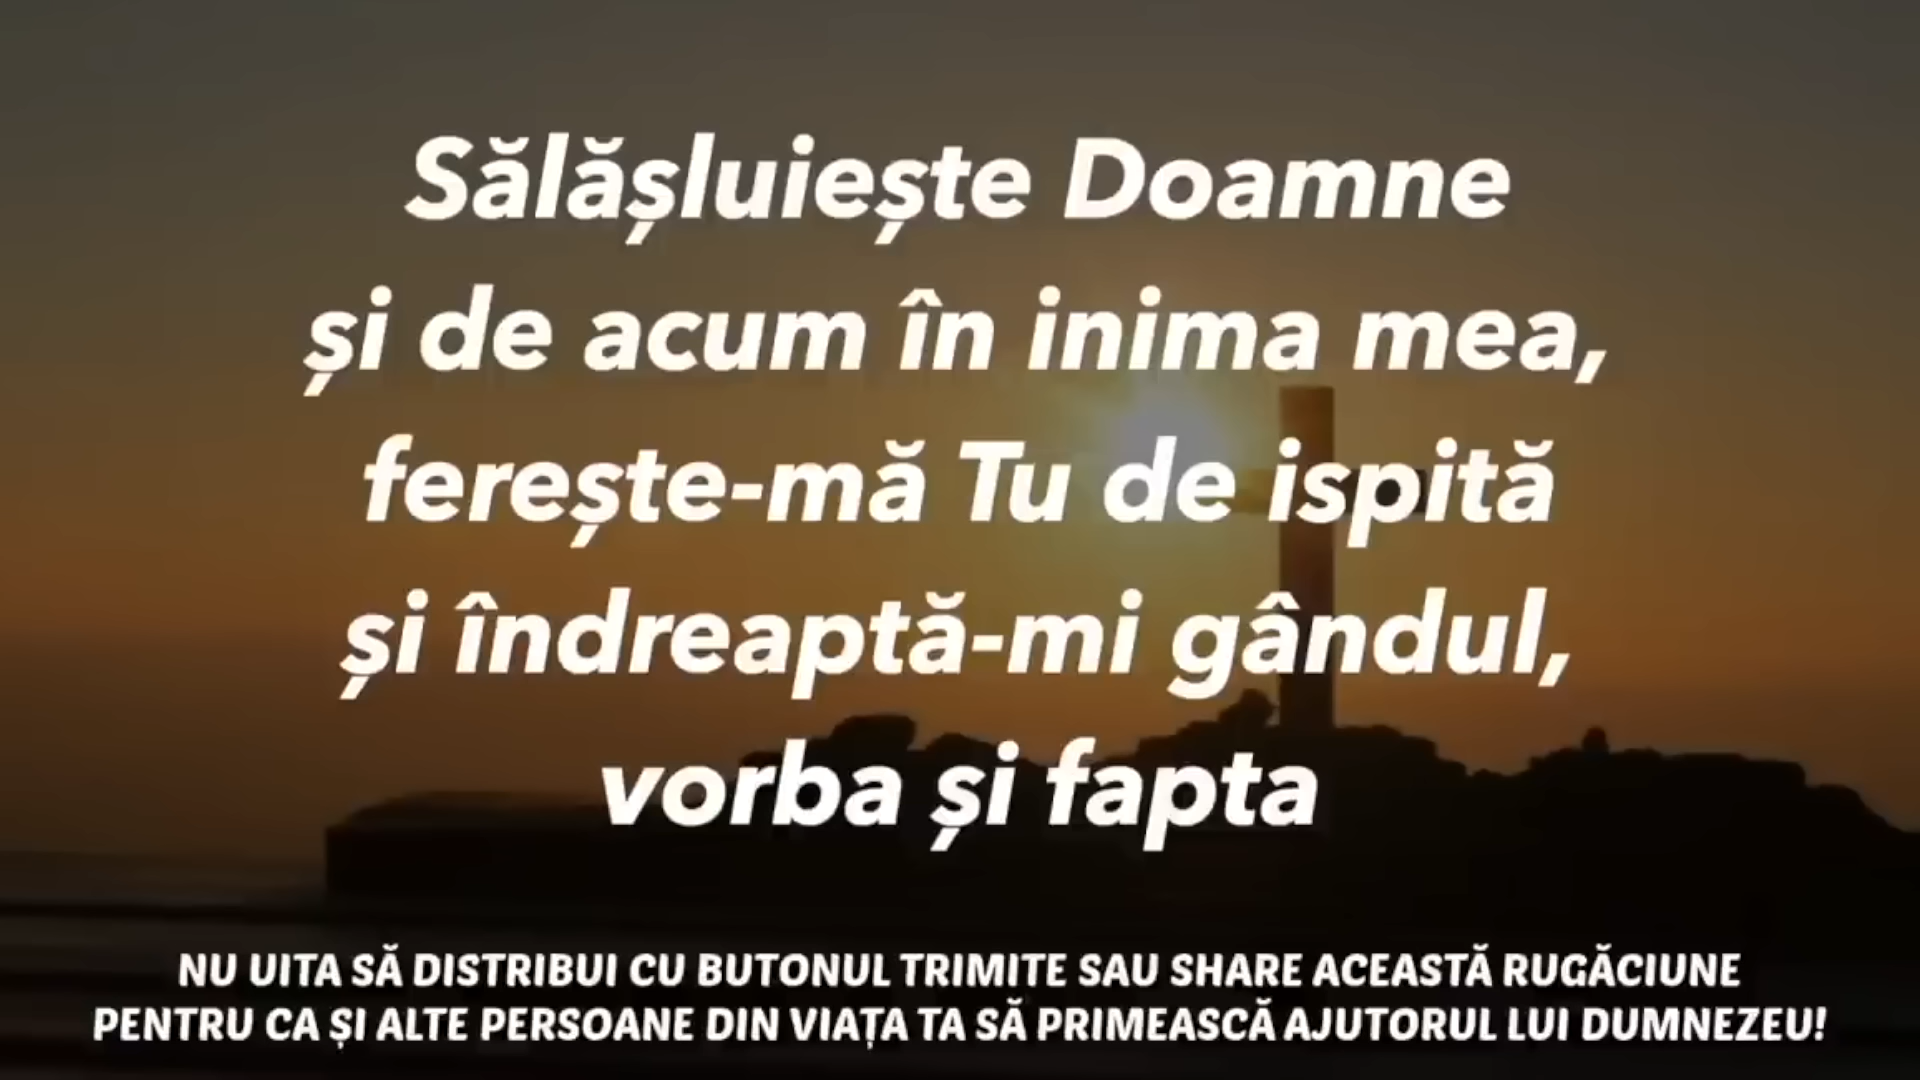 Sălășluiește Doamne
și de acum în inima mea,
ferește-mă Tu de ispită
și îndreaptă-mi gândul,
vorba și fapta
NU UITA SĂ DISTRIBUI CU BUTONUL TRIMITE SAU SHARE ACEASTĂ RUGĂCIUNE
PENTRU CA ȘI ALTE PERSOANE DIN VIAȚA TA SĂ PRIMEASCĂ AJUTORUL LUI DUMNEZEU!